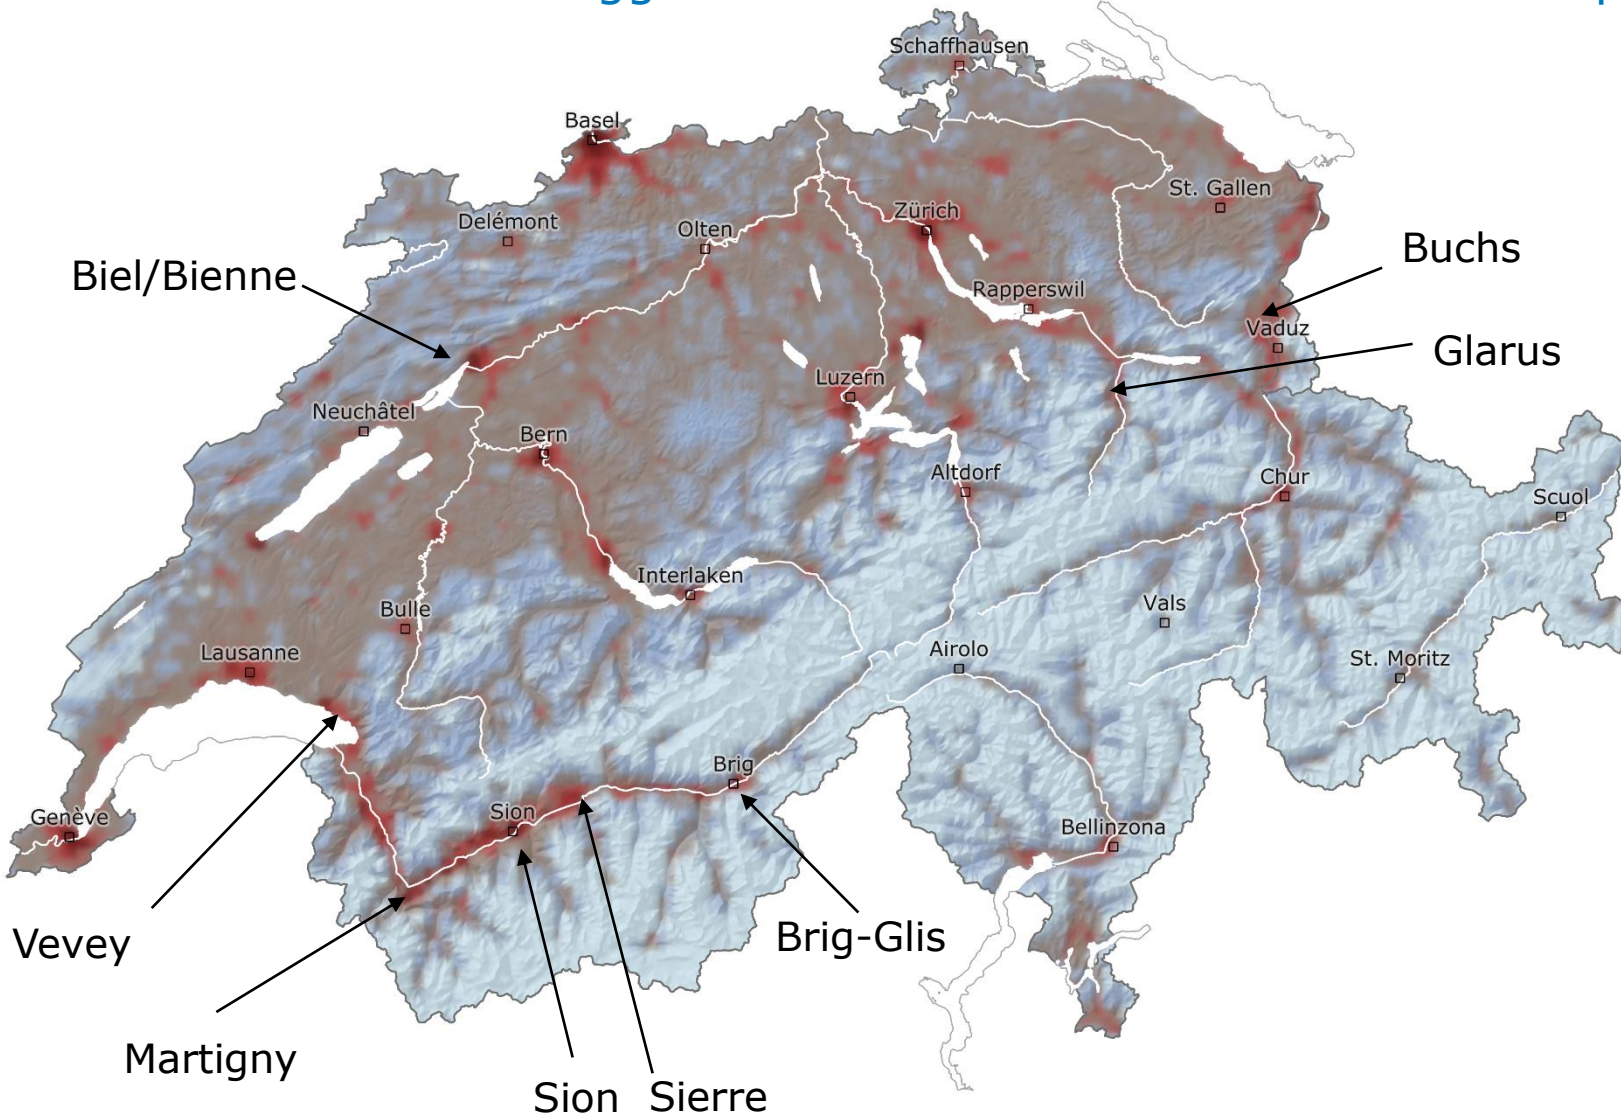 Schaffhausen
Basel
St. Gallen
Zürich
Delémont
Olten
Buchs
Biel/Bienne
Rapperswil
Vaduz
Glarus
Luzern
Neuchâtel
Bern
Altdorf
Chur
Scuol
Interlaken
Bulle
Vals
Lausanne
Airolo
St. Moritz
Brig
Sion
Genève
Bellinzona
Vevey
Brig-Glis
Martigny
Sion
Sierre